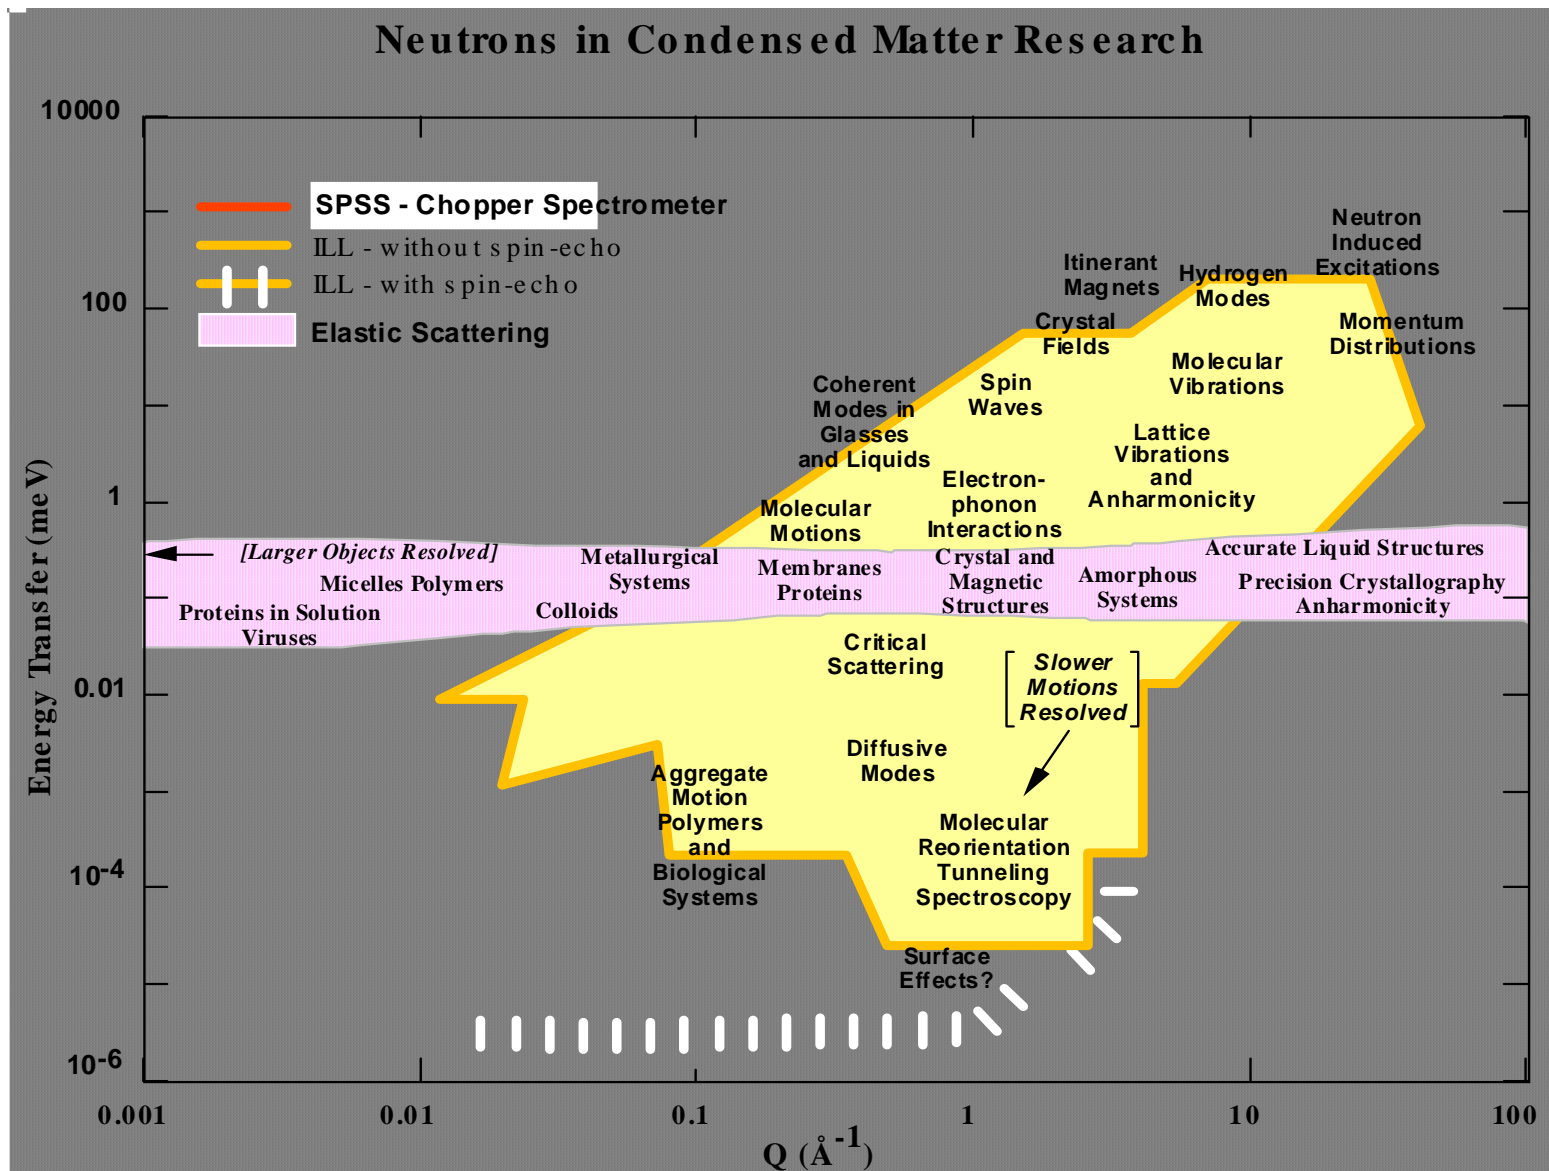 Neutrons in Condensed Matter Research
10000
100
1
0.01
10-4
10-6
Energy Transfer (meV)
SPSS - Chopper Spectrometer
ILL - without spin-echo
ILL - with spin-echo
Elastic Scattering
Neutron
Induced
Excitations
Itinerant
Magnets
Hydrogen
Modes
Crystal
Fields
Momentum
Distributions
Molecular
Vibrations
Spin
Waves
Coherent
Modes in
Glasses
and Liquids
Lattice
Vibrations
and
Anharmonicity
Electron-
phonon
Interactions
Molecular
Motions
[Larger Objects Resolved]
Micelles Polymers
Proteins in Solution
Viruses
Metallurgical
Systems
Colloids
Membranes
Proteins
Crystal and
Magnetic
Structures
Amorphous
Systems
Accurate Liquid Structures
Precision Crystallography
Anharmonicity
Critical
Scattering
Slower
Motions
Resolved
Diffusive
Modes
Aggregate
Motion
Polymers
and
Biological
Systems
Molecular
Reorientation
Tunneling
Spectroscopy
Surface
Effects?
0.001
0.01
0.1
1
10
100
Q (Å-1)